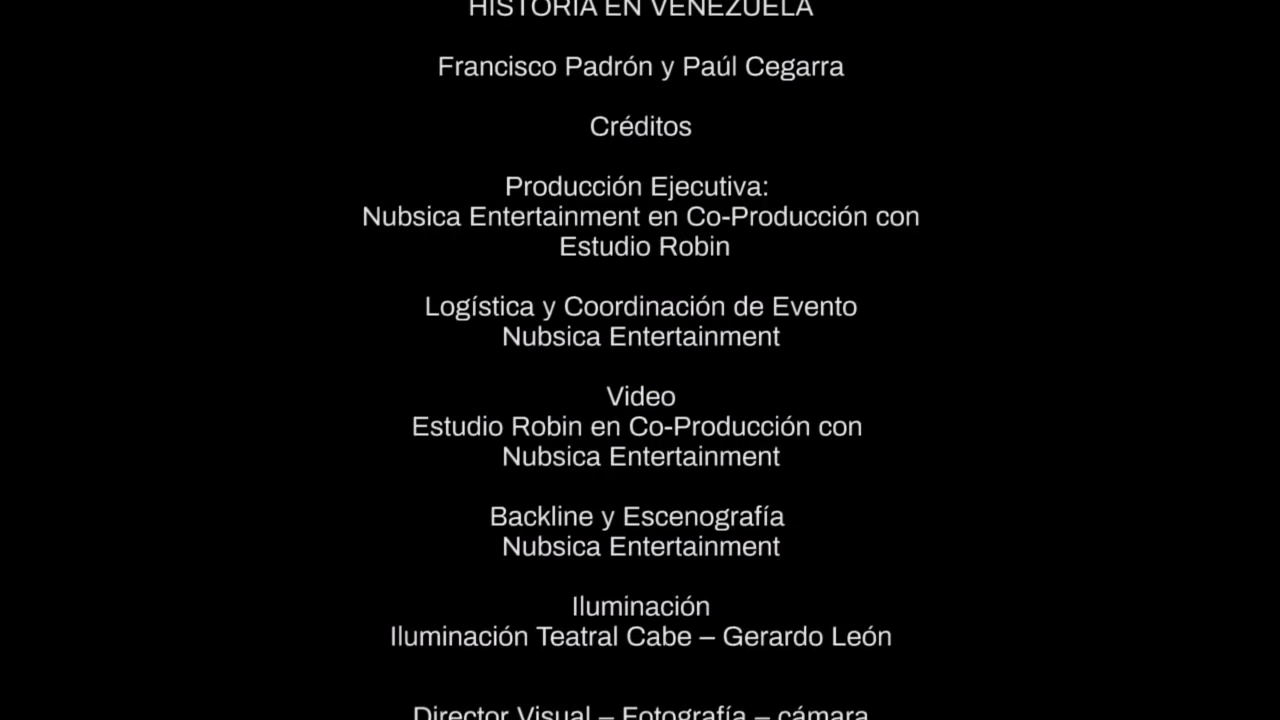 HISTORIA EN VENEZUELA
Francisco Padrón y Paúl Cegarra
Créditos
Producción Ejecutiva:
Nubsica Entertainment en Co-Producción con
Estudio Robin
Logística y Coordinación de Evento
Nubsica Entertainment
Video
Estudio Robin en Co-Producción con
Nubsica Entertainment
Backline y Escenografía
Nubsica Entertainment
Iluminación
Iluminación Teatral Cabe – Gerardo León
Director Visual – Fotografía – cámara